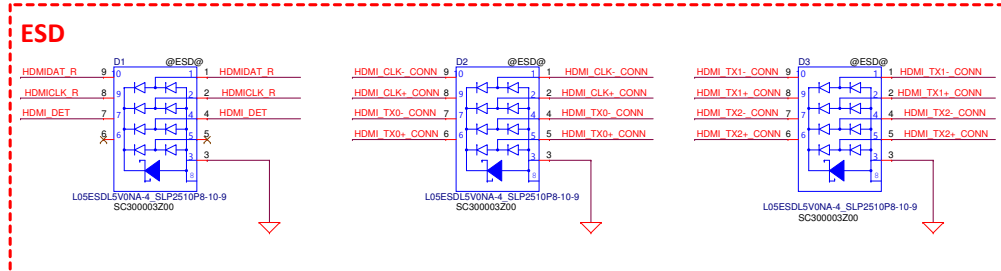 ESD
D1 @ESD@
HDMIDAT_R 9 10 1 1 HDMIDAT_R
HDMICLK_R 8 9 2 2 HDMICLK_R
HDMI_DET 7 7 4 4 HDMI_DET
6 6 5 5
3 3
8
L05ESDL5V0NA-4_SLP2510P8-10-9
SC300003Z00
D2 @ESD@
HDMI_CLK-_CONN 9 10 1 1 HDMI_CLK-_CONN
HDMI_CLK+_CONN 8 9 2 2 HDMI_CLK+_CONN
HDMI_TX0-_CONN 7 7 4 4 HDMI_TX0-_CONN
HDMI_TX0+_CONN 6 6 5 5 HDMI_TX0+_CONN
3 3
8
L05ESDL5V0NA-4_SLP2510P8-10-9
SC300003Z00
D3 @ESD@
HDMI_TX1-_CONN 9 10 1 1 HDMI_TX1-_CONN
HDMI_TX1+_CONN 8 9 2 2 HDMI_TX1+_CONN
HDMI_TX2-_CONN 7 7 4 4 HDMI_TX2-_CONN
HDMI_TX2+_CONN 6 6 5 5 HDMI_TX2+_CONN
3 3
8
L05ESDL5V0NA-4_SLP2510P8-10-9
SC300003Z00